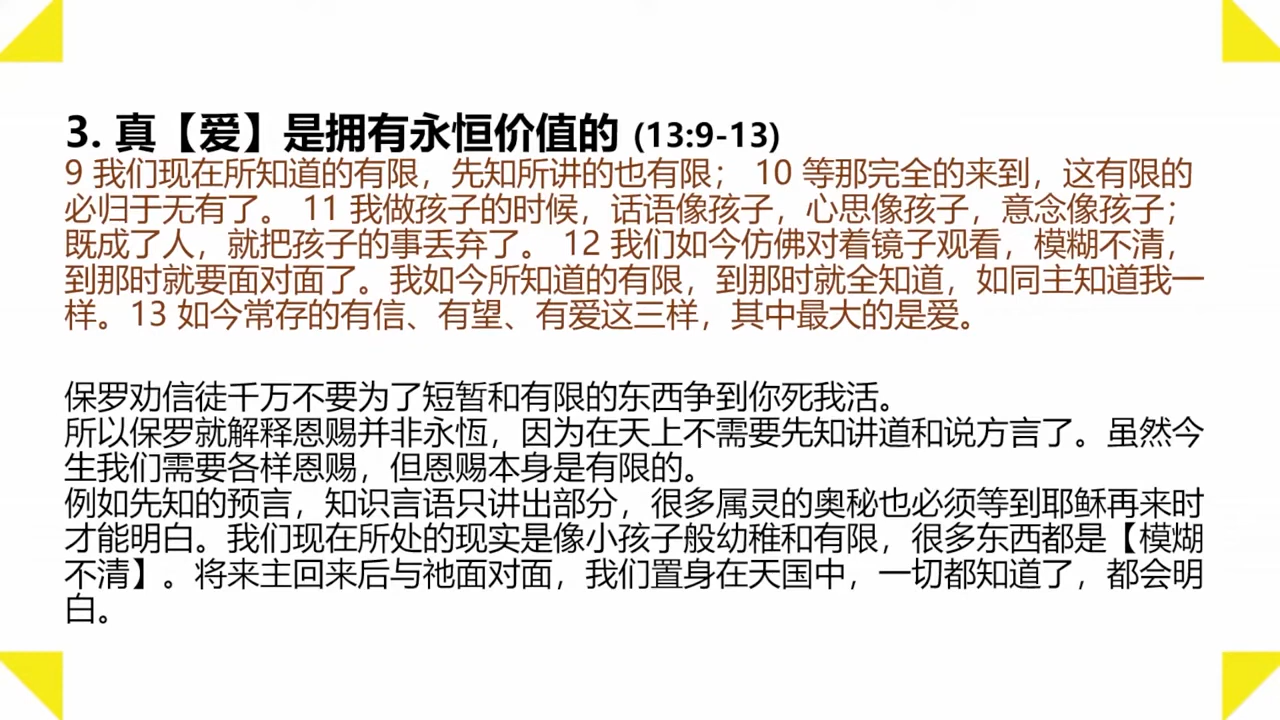 3. 真【爱】是拥有永恒价值的 (13:9-13)
9 我们现在所知道的有限，先知所讲的也有限； 10 等那完全的来到，这有限的
必归于无有了。 11 我做孩子的时候，话语像孩子，心思像孩子，意念像孩子；
既成了人，就把孩子的事丢弃了。 12 我们如今仿佛对着镜子观看，模糊不清，
到那时就要面对面了。我如今所知道的有限，到那时就全知道，如同主知道我一
样。13 如今常存的有信、有望、有爱这三样，其中最大的是爱。
保罗劝信徒千万不要为了短暂和有限的东西争到你死我活。
所以保罗就解释恩赐并非永恆，因为在天上不需要先知讲道和说方言了。虽然今
生我们需要各样恩赐，但恩赐本身是有限的。
例如先知的预言，知识言语只讲出部分，很多属灵的奥秘也必须等到耶稣再来时
才能明白。我们现在所处的现实是像小孩子般幼稚和有限，很多东西都是【模煳
不清】。将来主回来后与祂面对面，我们置身在天国中，一切都知道了，都会明
白。